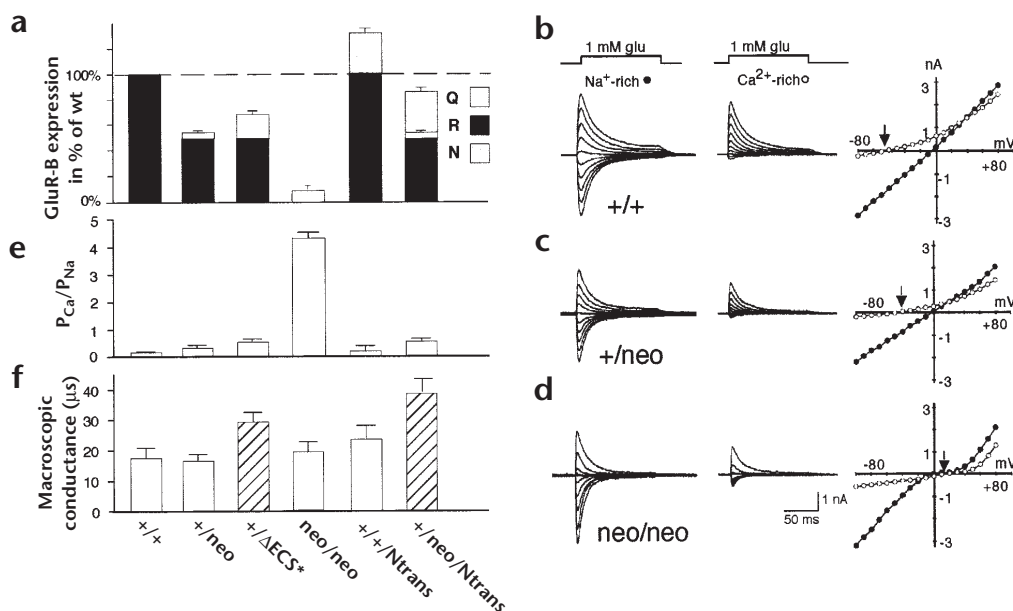 a
GluR-B expression
in % of wt
100%
0%
Q
R
N
e
P_Ca/P_Na
5
4
3
2
1
0
f
Macroscopic
conductance (µs)
40
30
20
10
0
+/+
+/neo
+/ΔECS*
neo/neo
+/+/Ntrans
+/neo/Ntrans
b
1 mM glu
1 mM glu
Na+-rich ●
Ca2+-rich ○
+/+
nA
3
1
-80
mV
+80
-1
-3
c
+/neo
3
1
-80
mV
+80
-1
-3
d
neo/neo
1 nA
50 ms
3
1
-80
mV
+80
-1
-3